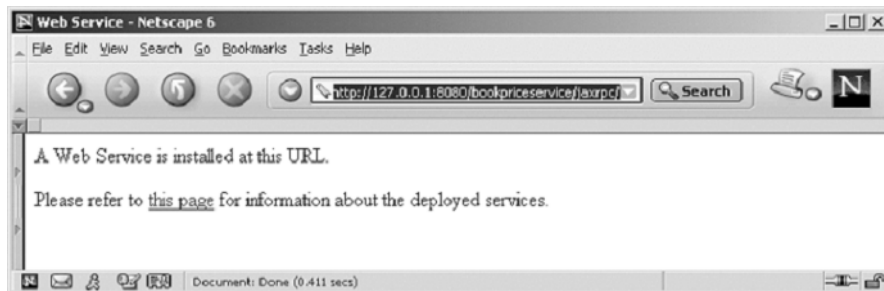 Web Service - Netscape 6
File Edit View Search Go Bookmarks Tasks Help
http://127.0.0.1:8080/bookpriceservice/jaxrpc/
Search
N
A Web Service is installed at this URL.
Please refer to this page for information about the deployed services.
Document: Done (0.411 secs)